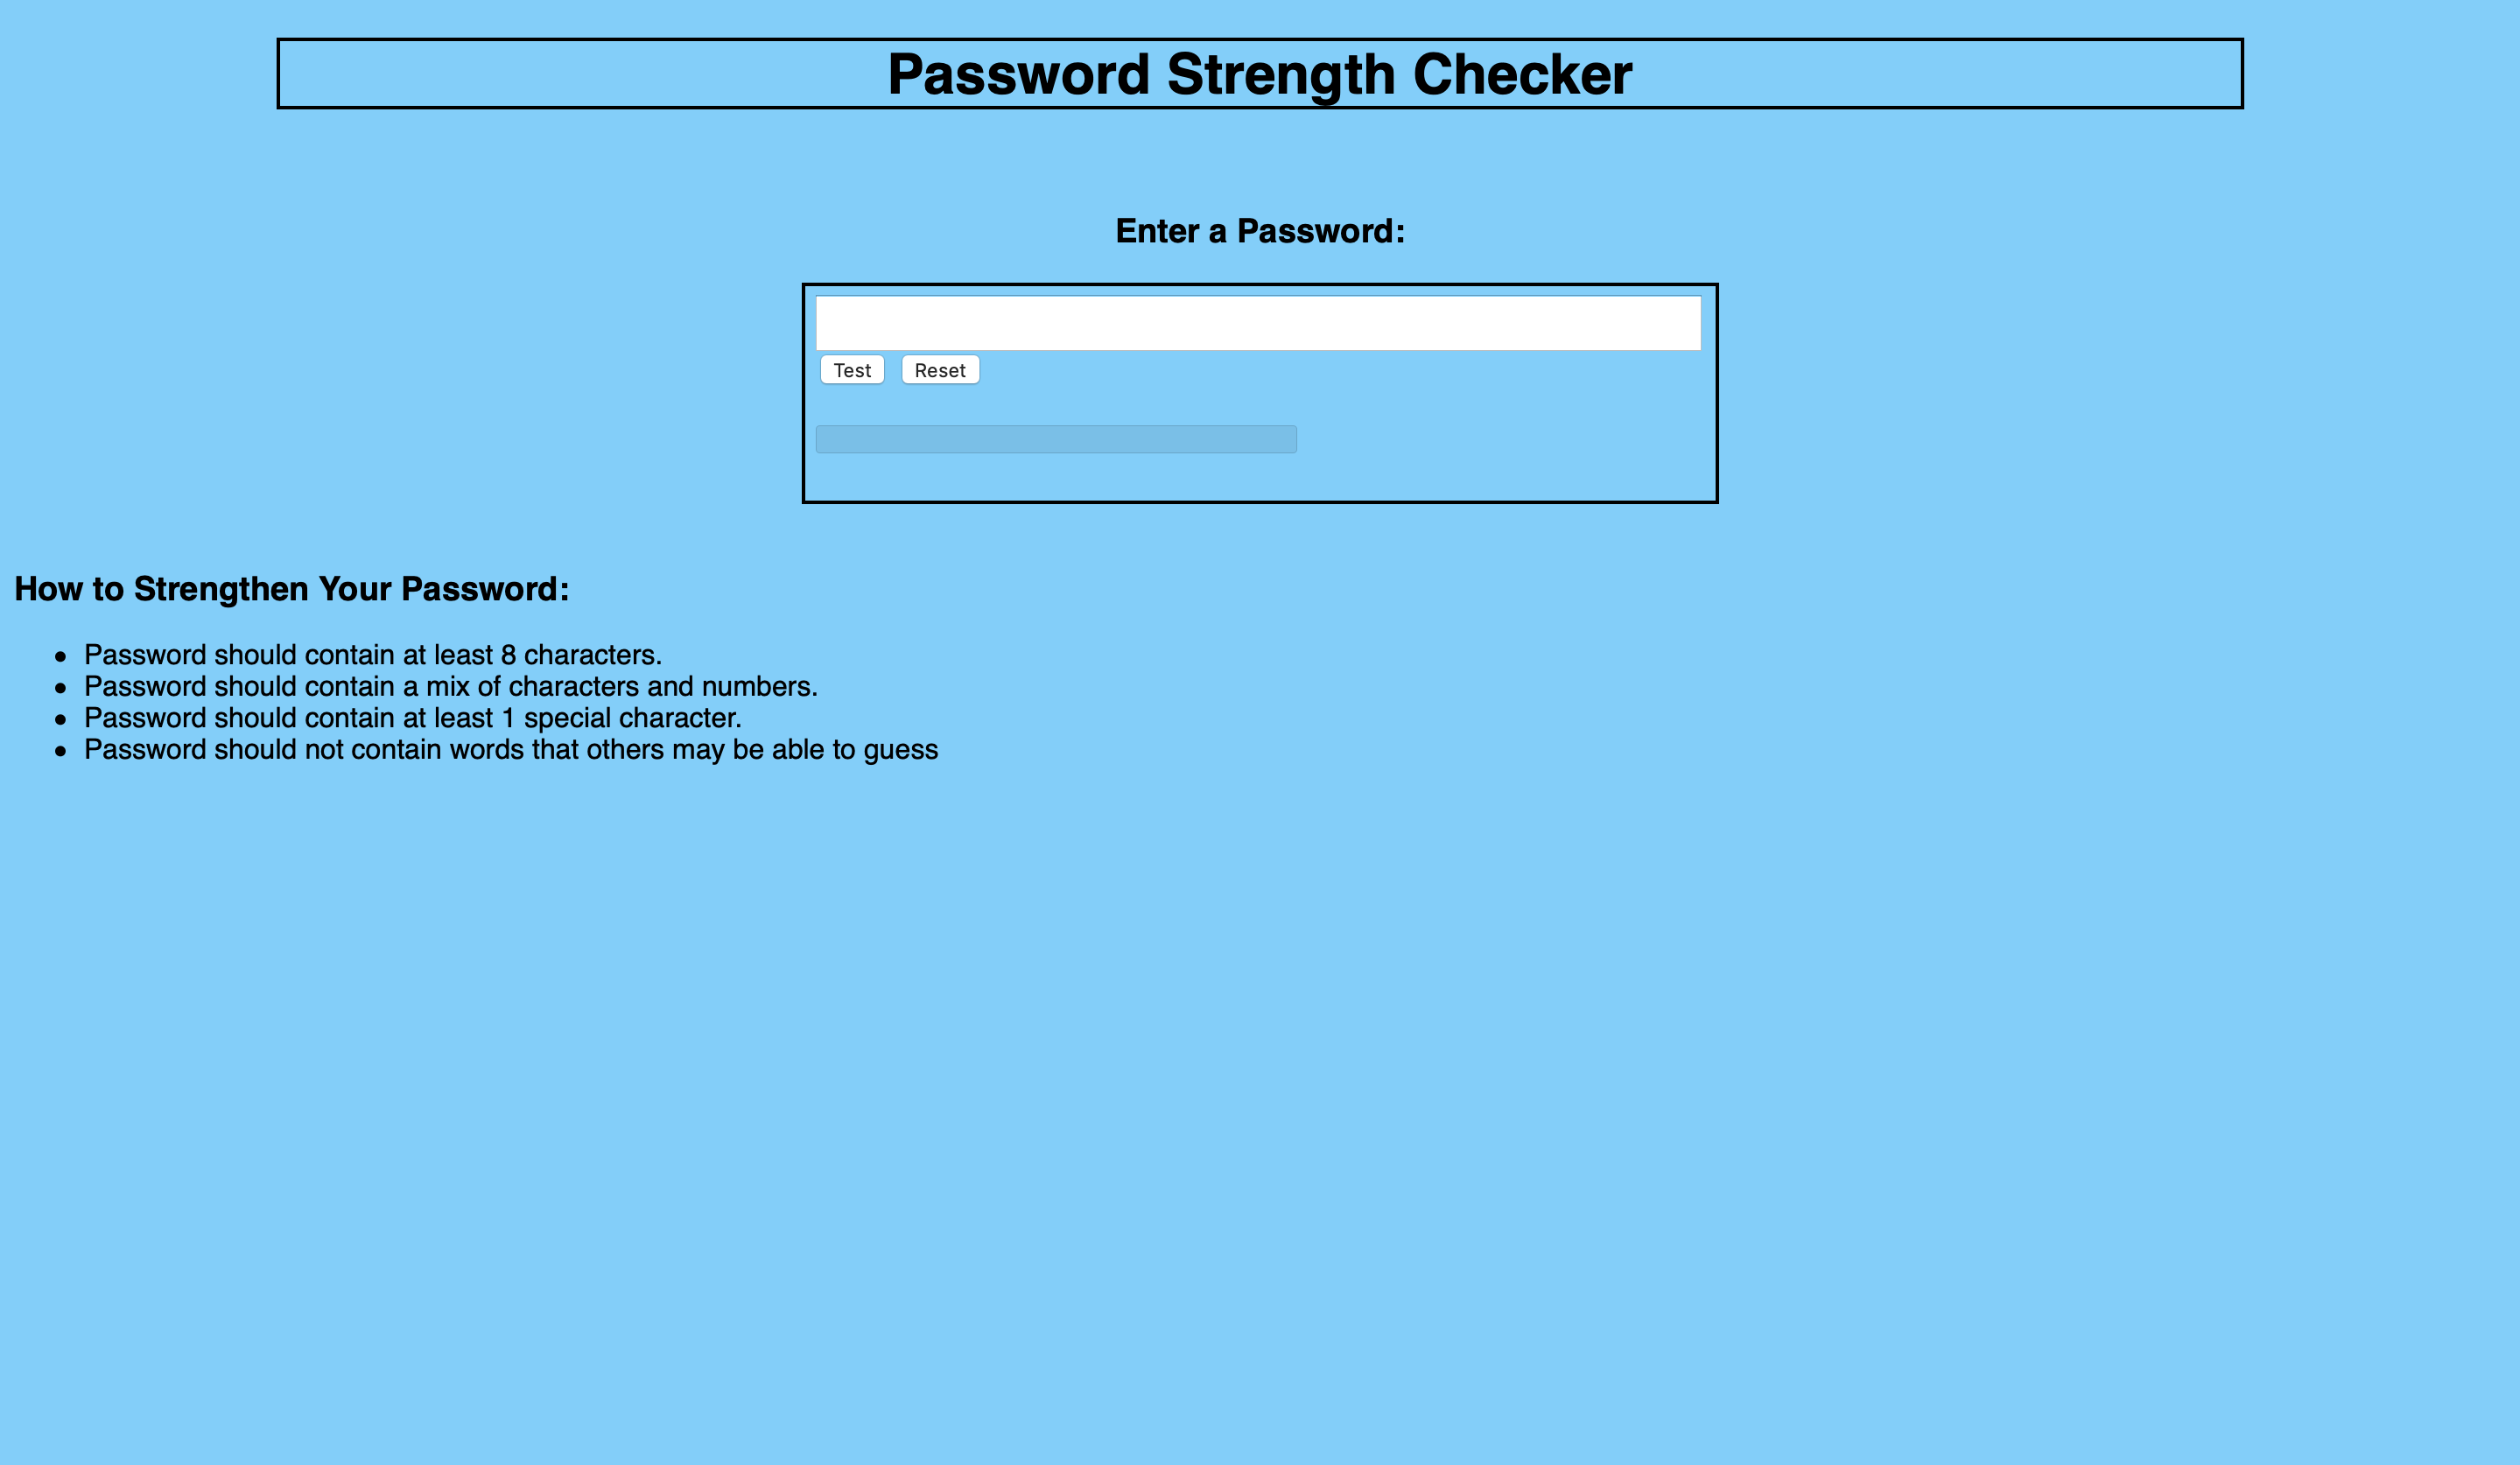 Password Strength Checker
Enter a Password:
Test Reset
How to Strengthen Your Password:
• Password should contain at least 8 characters.
• Password should contain a mix of characters and numbers.
• Password should contain at least 1 special character.
• Password should not contain words that others may be able to guess